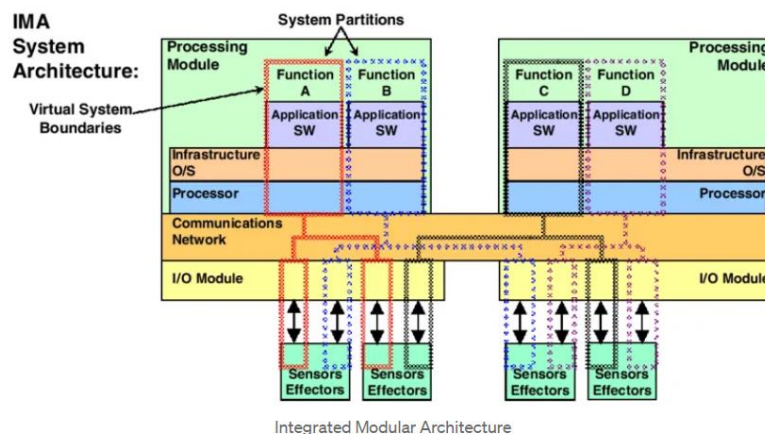 IMA
System
Architecture:
System Partitions
Virtual System
Boundaries
Processing
Module
Function
A
Function
B
Application
SW
Application
SW
Infrastructure
O/S
Processor
Processing
Module
Function
C
Function
D
Application
SW
Application
SW
Infrastructure
O/S
Processor
Communications
Network
I/O Module
I/O Module
Sensors
Effectors
Sensors
Effectors
Sensors
Effectors
Sensors
Effectors
Integrated Modular Architecture